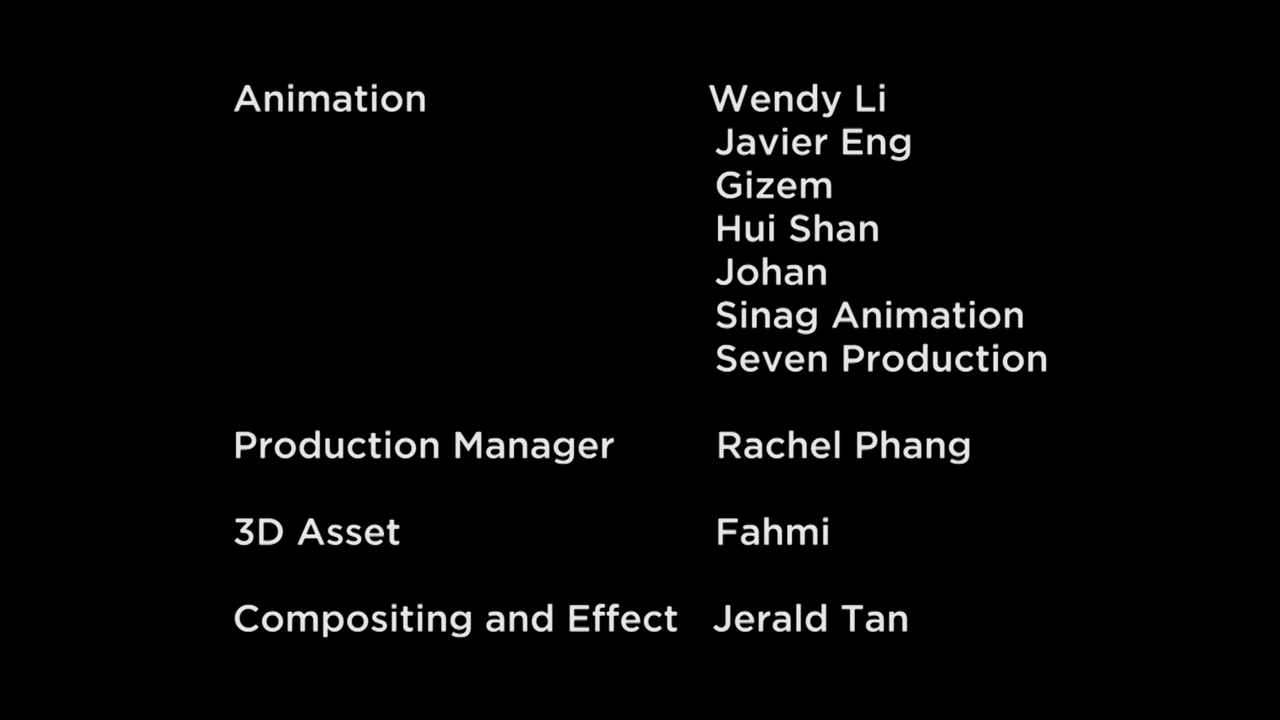 Animation Wendy Li
Javier Eng
Gizem
Hui Shan
Johan
Sinag Animation
Seven Production
Production Manager Rachel Phang
3D Asset Fahmi
Compositing and Effect Jerald Tan